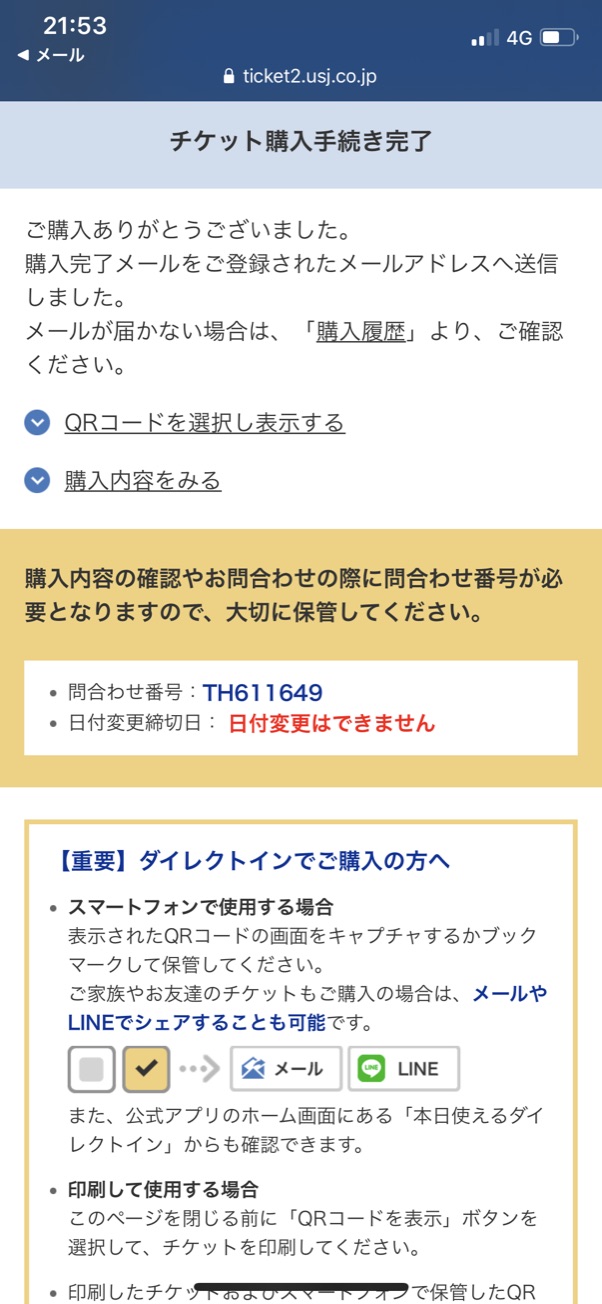 21:53
4G
◀ メール
ticket2.usj.co.jp
チケット購入手続き完了
ご購入ありがとうございました。
購入完了メールをご登録されたメールアドレスへ送信
しました。
メールが届かない場合は、「購入履歴」より、ご確認
ください。
QRコードを選択し表示する
購入内容をみる
購入内容の確認やお問合わせの際に問合わせ番号が必
要となりますので、大切に保管してください。
• 問合わせ番号：TH611649
• 日付変更締切日： 日付変更はできません
【重要】ダイレクトインでご購入の方へ
• スマートフォンで使用する場合
表示されたQRコードの画面をキャプチャするかブック
マークして保管してください。
ご家族やお友達のチケットもご購入の場合は、メールや
LINEでシェアすることも可能です。
メール LINE LINE
また、公式アプリのホーム画面にある「本日使えるダイ
レクトイン」からも確認できます。
• 印刷して使用する場合
このページを閉じる前に「QRコードを表示」ボタンを
選択して、チケットを印刷してください。
• 印刷したチケットおよびスマートフォンで保管したQR